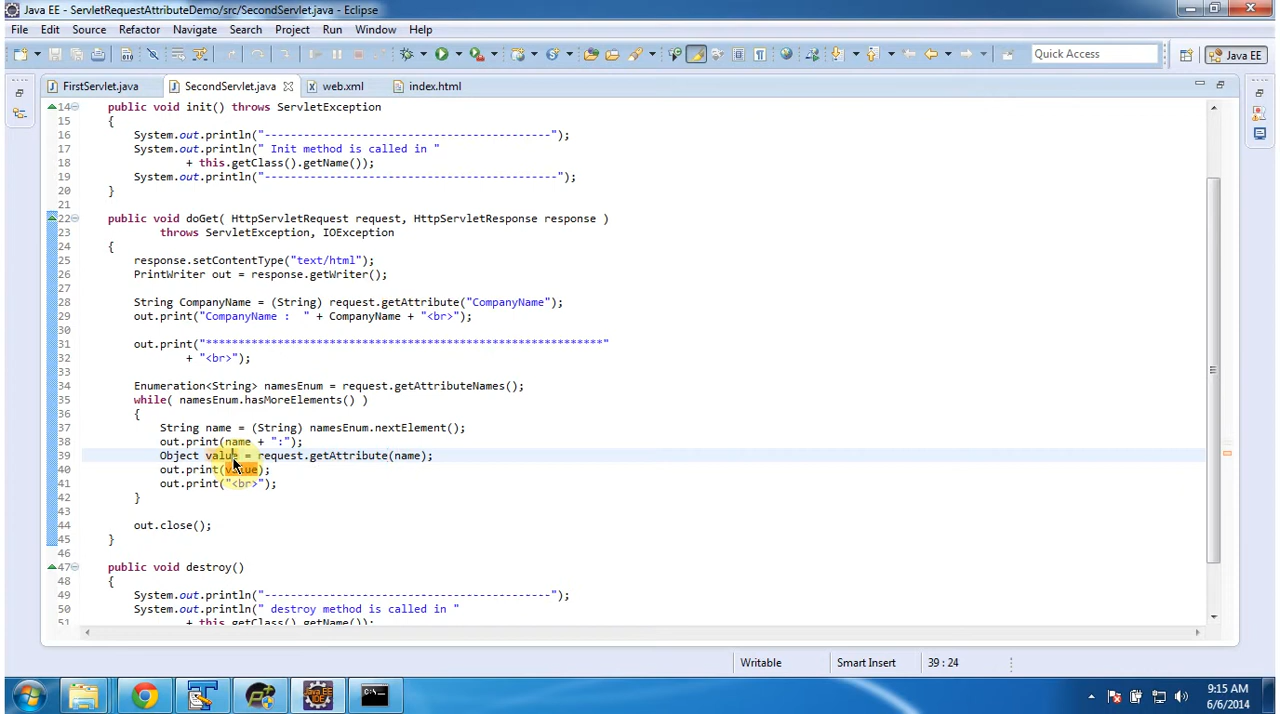 Java EE - ServletRequestAttributeDemo/src/SecondServlet.java - Eclipse
File Edit Source Refactor Navigate Search Project Run Window Help
Quick Access
Java EE
FirstServlet.java SecondServlet.java web.xml index.html
14 public void init() throws ServletException
15 {
16 System.out.println("--------------------------------------------");
17 System.out.println(" Init method is called in "
18 + this.getClass().getName());
19 System.out.println("---------------------------------------------");
20 }
21
22 public void doGet( HttpServletRequest request, HttpServletResponse response )
23 throws ServletException, IOException
24 {
25 response.setContentType("text/html");
26 PrintWriter out = response.getWriter();
27
28 String CompanyName = (String) request.getAttribute("CompanyName");
29 out.print("CompanyName :  " + CompanyName + "<br>");
30
31 out.print("*************************************************************"
32 + "<br>");
33
34 Enumeration<String> namesEnum = request.getAttributeNames();
35 while( namesEnum.hasMoreElements() )
36 {
37 String name = (String) namesEnum.nextElement();
38 out.print(name + ":");
39 Object value = request.getAttribute(name);
40 out.print(value);
41 out.print("<br>");
42 }
43
44 out.close();
45 }
46
47 public void destroy()
48 {
49 System.out.println("--------------------------------------------");
50 System.out.println(" destroy method is called in "
51 + this.getClass().getName());
Writable Smart Insert 39 : 24
Java EE IDE
C:\
9:15 AM
6/6/2014